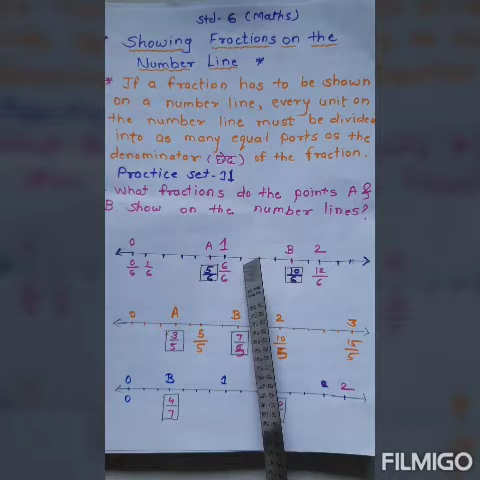 Std- 6 (Maths)
* Showing Fractions on the
Number Line *
* If a fraction has to be shown
on a number line, every unit on
the number line must be divided
into as many equal parts as the
denominator (छेद) of the fraction.
Practice set-11
What fractions do the points A &
B show on the number lines?
0 A 1 B 2
0/6 1/6 5/6 6/6 10/6 12/6
0 A B 2 3
3/5 5/5 7/5 10/5 15/5
0 B 1 2
0 4/7
FILMIGO